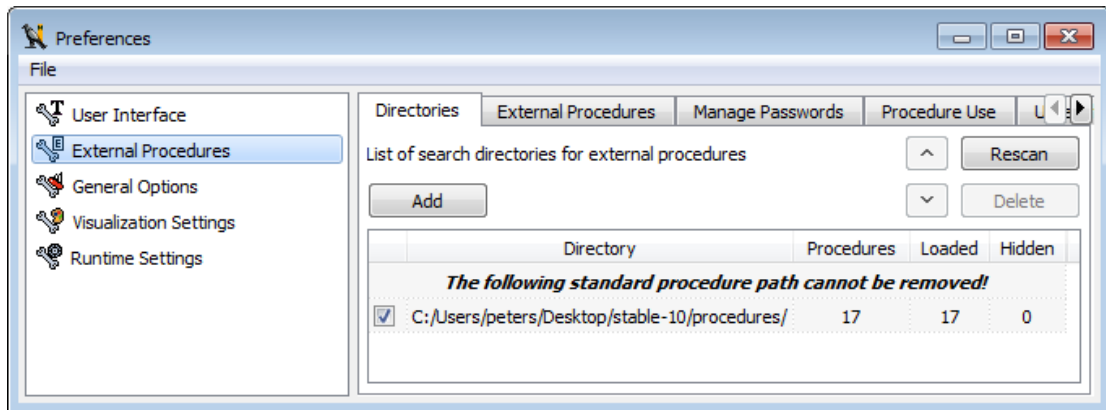 Preferences
File
User Interface
External Procedures
General Options
Visualization Settings
Runtime Settings
Directories External Procedures Manage Passwords Procedure Use
List of search directories for external procedures
Rescan
Add
Delete
Directory Procedures Loaded Hidden
The following standard procedure path cannot be removed!
C:/Users/peters/Desktop/stable-10/procedures/ 17 17 0